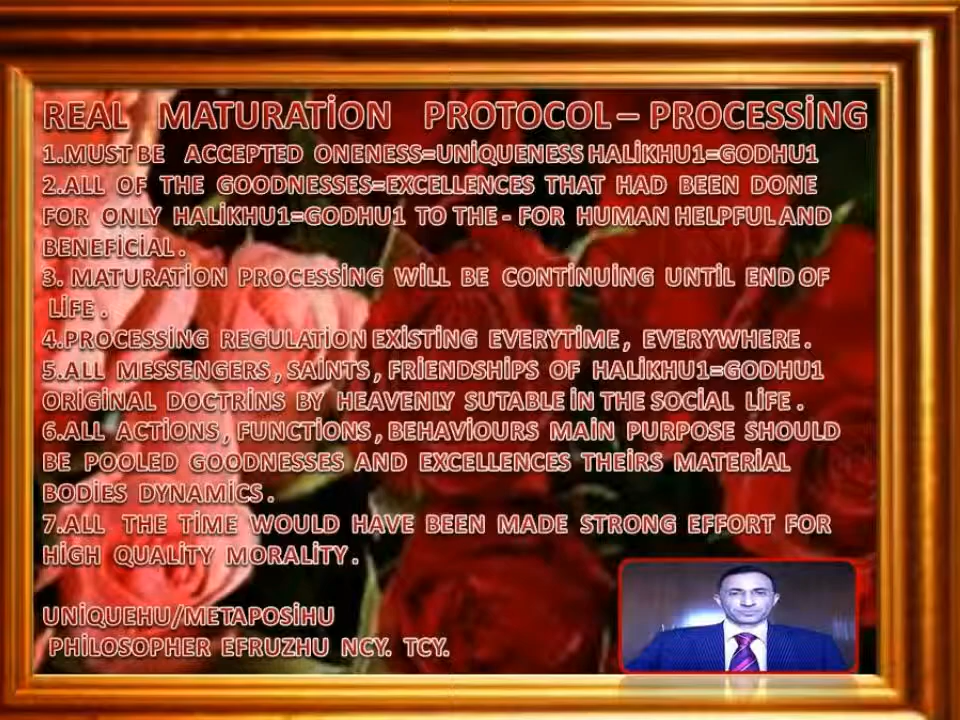 REAL MATURATİON PROTOCOL – PROCESSİNG
1.MUST BE ACCEPTED ONENESS=UNİQUENESS HALİKHU1=GODHU1
2.ALL OF THE GOODNESSES=EXCELLENCES THAT HAD BEEN DONE
FOR ONLY HALİKHU1=GODHU1 TO THE - FOR HUMAN HELPFUL AND
BENEFİCİAL .
3. MATURATİON PROCESSİNG WİLL BE CONTİNUİNG UNTİL END OF
LİFE .
4.PROCESSİNG REGULATİON EXİSTİNG EVERYTİME , EVERYWHERE .
5.ALL MESSENGERS , SAİNTS , FRİENDSHİPS OF HALİKHU1=GODHU1
ORİGİNAL DOCTRİNS BY HEAVENLY SUTABLE İN THE SOCİAL LİFE .
6.ALL ACTİONS , FUNCTİONS , BEHAVİOURS MAİN PURPOSE SHOULD
BE POOLED GOODNESSES AND EXCELLENCES THEİRS MATERİAL
BODİES DYNAMİCS .
7.ALL THE TİME WOULD HAVE BEEN MADE STRONG EFFORT FOR
HİGH QUALİTY MORALİTY .
UNİQUEHU/METAPOSİHU
PHİLOSOPHER EFRUZHU NCY. TCY.